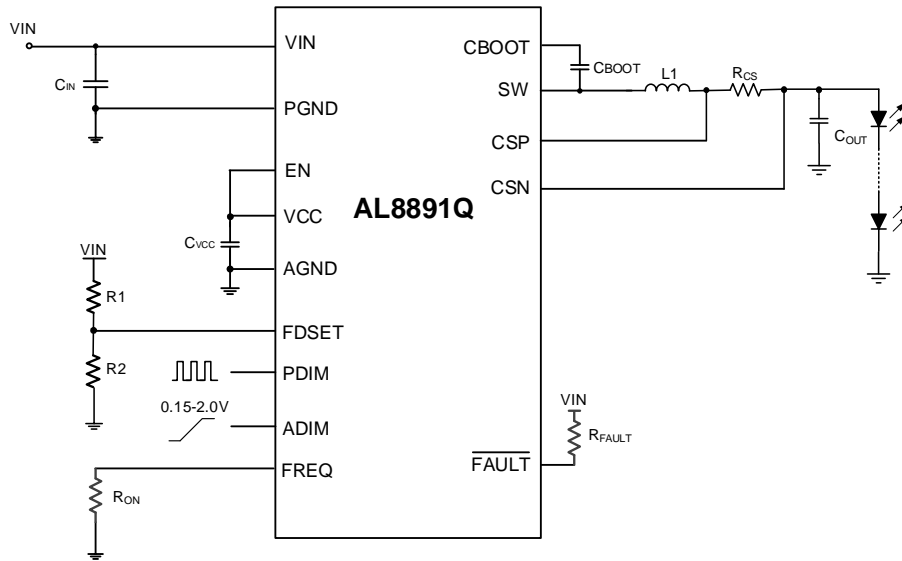 VIN
VIN
CIN
PGND
EN
VCC
CVCC
AGND
VIN
R1
FDSET
R2
PDIM
0.15-2.0V
ADIM
FREQ
RON
AL8891Q
CBOOT
CBOOT
SW
L1
RCS
CSP
COUT
CSN
VIN
RFAULT
FAULT